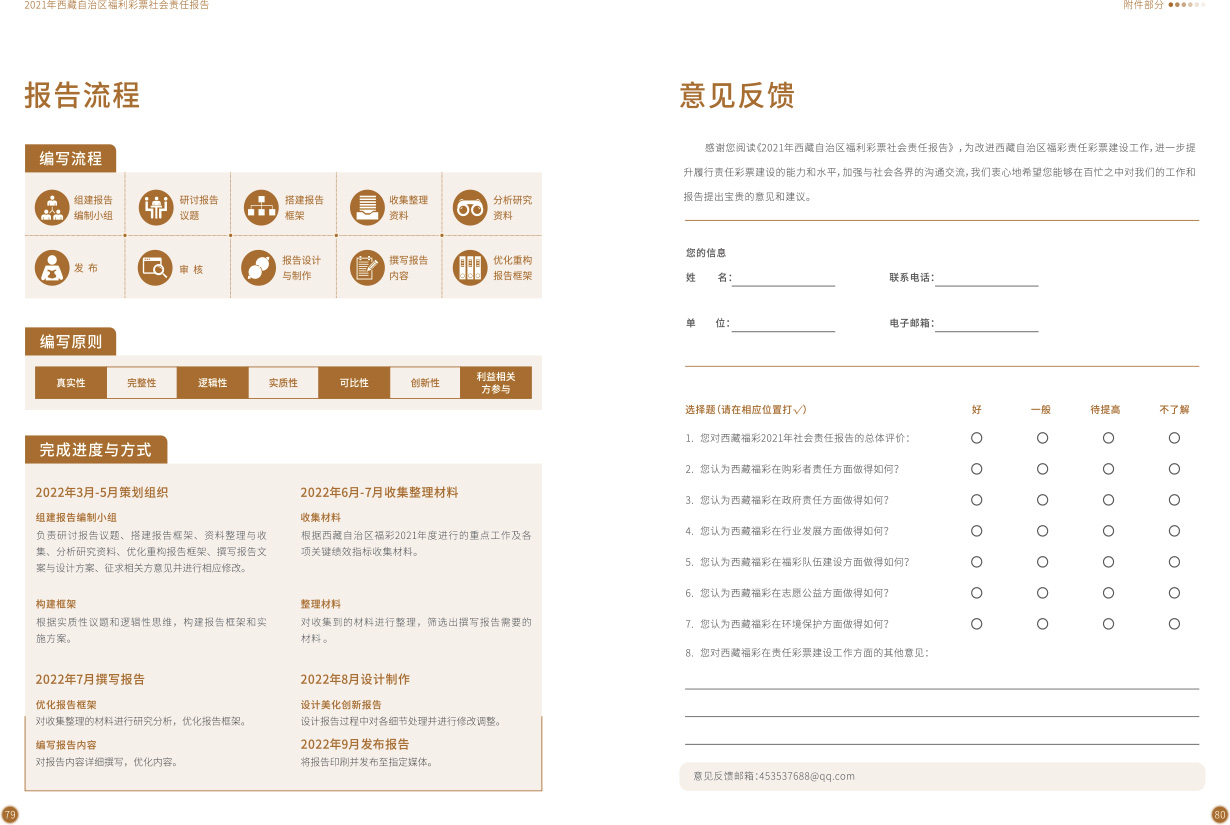 2021年西藏自治区福利彩票社会责任报告
附件部分
报告流程
编写流程
组建报告
编制小组
研讨报告
议题
搭建报告
框架
收集整理
资料
分析研究
资料
发 布
审 核
报告设计
与制作
撰写报告
内容
优化重构
报告框架
编写原则
真实性
完整性
逻辑性
实质性
可比性
创新性
利益相关
方参与
完成进度与方式
2022年3月-5月策划组织
组建报告编制小组
负责研讨报告议题、搭建报告框架、资料整理与收
集、分析研究资料、优化重构报告框架、撰写报告文
案与设计方案、征求相关方意见并进行相应修改。
构建框架
根据实质性议题和逻辑性思维，构建报告框架和实
施方案。
2022年7月撰写报告
优化报告框架
对收集整理的材料进行研究分析，优化报告框架。
编写报告内容
对报告内容详细撰写，优化内容。
2022年6月-7月收集整理材料
收集材料
根据西藏自治区福彩2021年度进行的重点工作及各
项关键绩效指标收集材料。
整理材料
对收集到的材料进行整理，筛选出撰写报告需要的
材料 。
2022年8月设计制作
设计美化创新报告
设计报告过程中对各细节处理并进行修改调整。
2022年9月发布报告
将报告印刷并发布至指定媒体。
79
意见反馈
感谢您阅读《2021年西藏自治区福利彩票社会责任报告》，为改进西藏自治区福彩责任彩票建设工作，进一步提
升履行责任彩票建设的能力和水平，加强与社会各界的沟通交流，我们衷心地希望您能够在百忙之中对我们的工作和
报告提出宝贵的意见和建议。
您的信息
姓 名：
联系电话：
单 位：
电子邮箱：
选择题（请在相应位置打√） 好 一般 待提高 不了解
1. 您对西藏福彩2021年社会责任报告的总体评价：
2. 您认为西藏福彩在购彩者责任方面做得如何？
3. 您认为西藏福彩在政府责任方面做得如何？
4. 您认为西藏福彩在行业发展方面做得如何？
5. 您认为西藏福彩在福彩队伍建设方面做得如何？
6. 您认为西藏福彩在志愿公益方面做得如何？
7. 您认为西藏福彩在环境保护方面做得如何？
8. 您对西藏福彩在责任彩票建设工作方面的其他意见：
意见反馈邮箱：453537688@qq.com
80